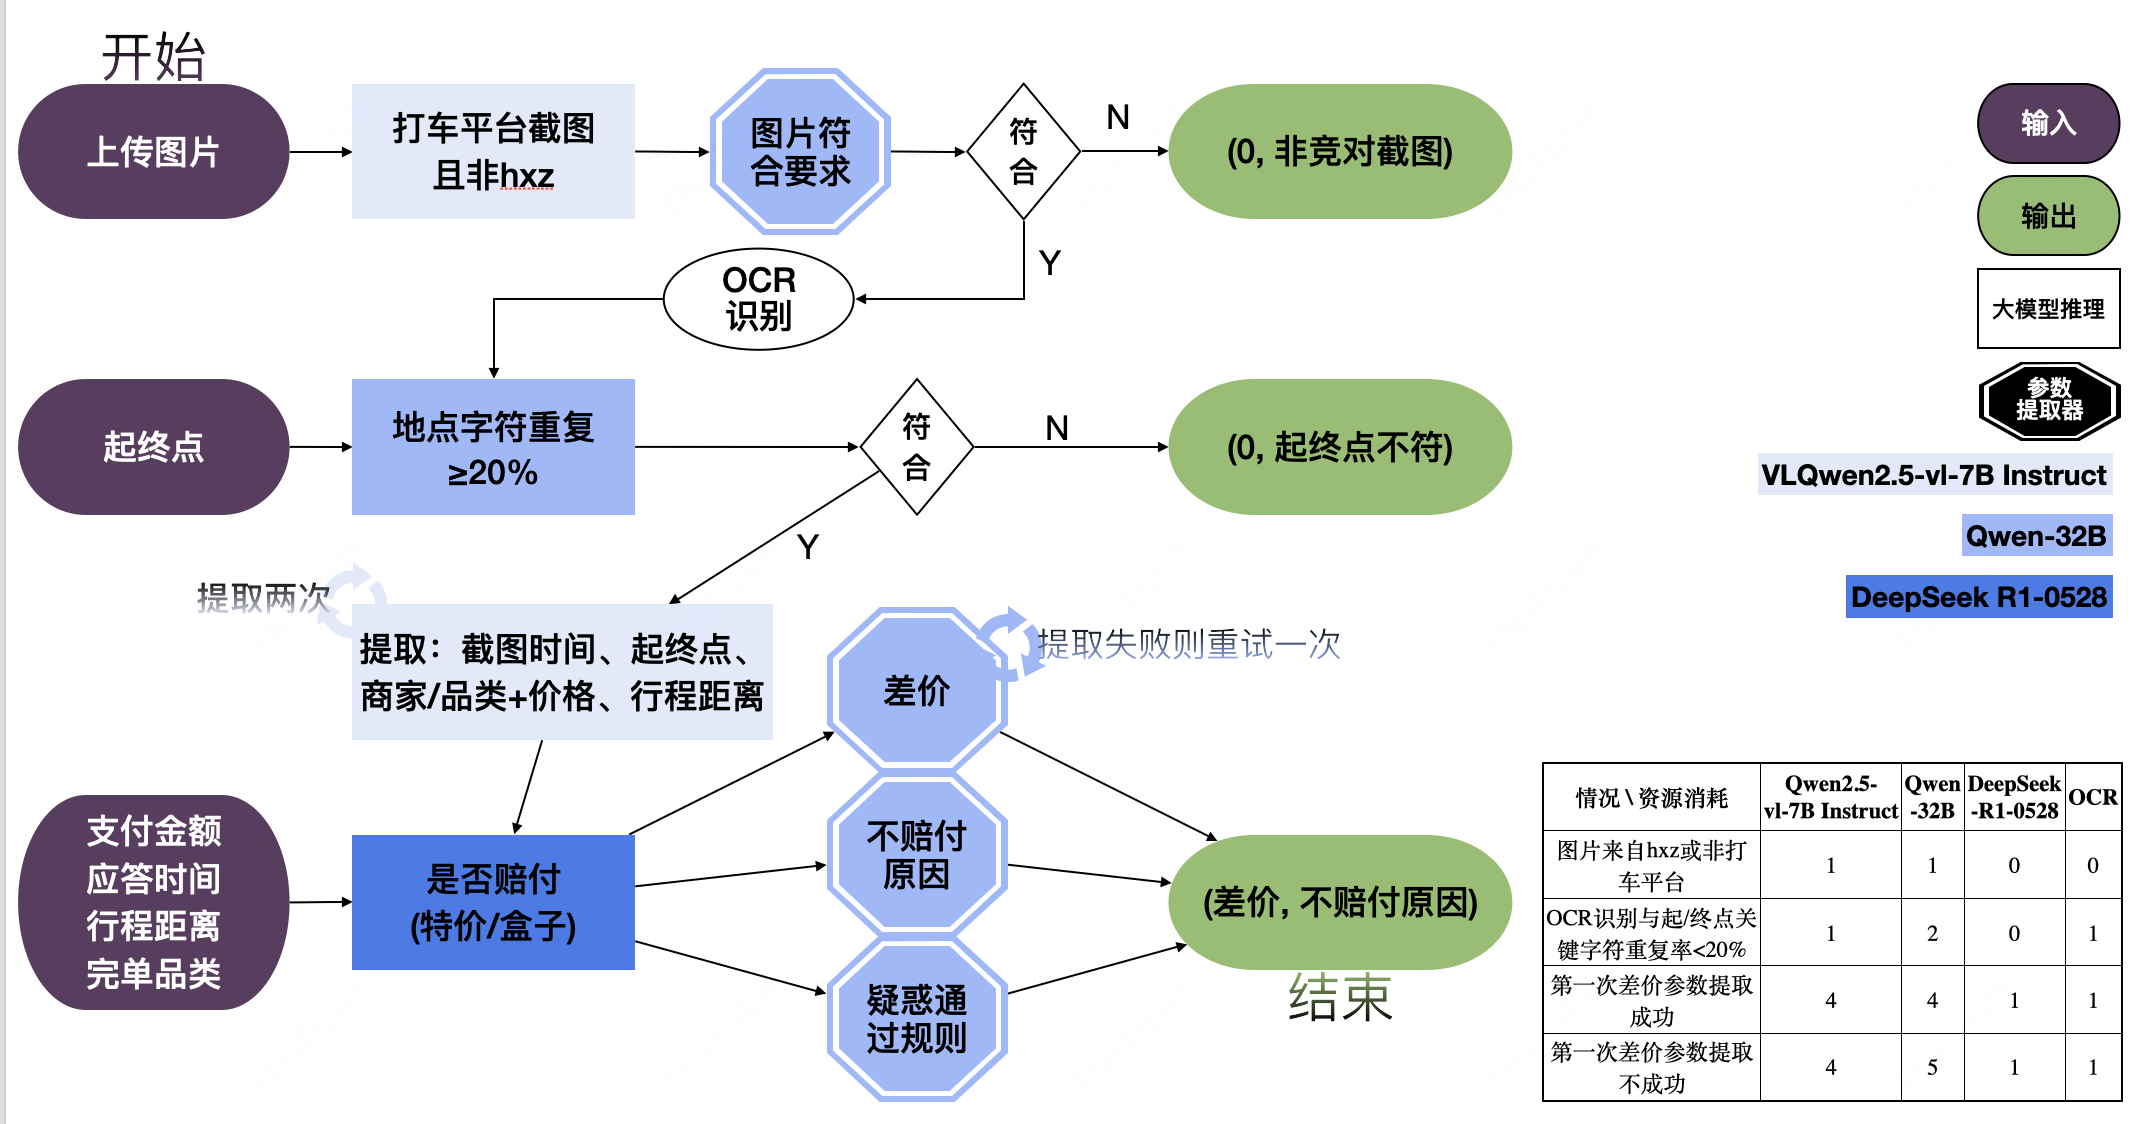 开始
上传图片
打车平台截图
且非hxz
图片符
合要求
符
合
N
(0, 非竞对截图)
Y
OCR
识别
起终点
地点字符重复
≥20%
符
合
N
(0, 起终点不符)
Y
提取两次
提取：截图时间、起终点、
商家/品类+价格、行程距离
差价
提取失败则重试一次
支付金额
应答时间
行程距离
完单品类
是否赔付
(特价/盒子)
不赔付
原因
疑惑通
过规则
(差价, 不赔付原因)
结束
输入
输出
大模型推理
参数
提取器
VLQwen2.5-vl-7B Instruct
Qwen-32B
DeepSeek R1-0528
情况 \ 资源消耗
Qwen2.5-
vl-7B Instruct
Qwen
-32B
DeepSeek
-R1-0528
OCR
图片来自hxz或非打
车平台
1
1
0
0
OCR识别与起/终点关
键字符重复率<20%
1
2
0
1
第一次差价参数提取
成功
4
4
1
1
第一次差价参数提取
不成功
4
5
1
1